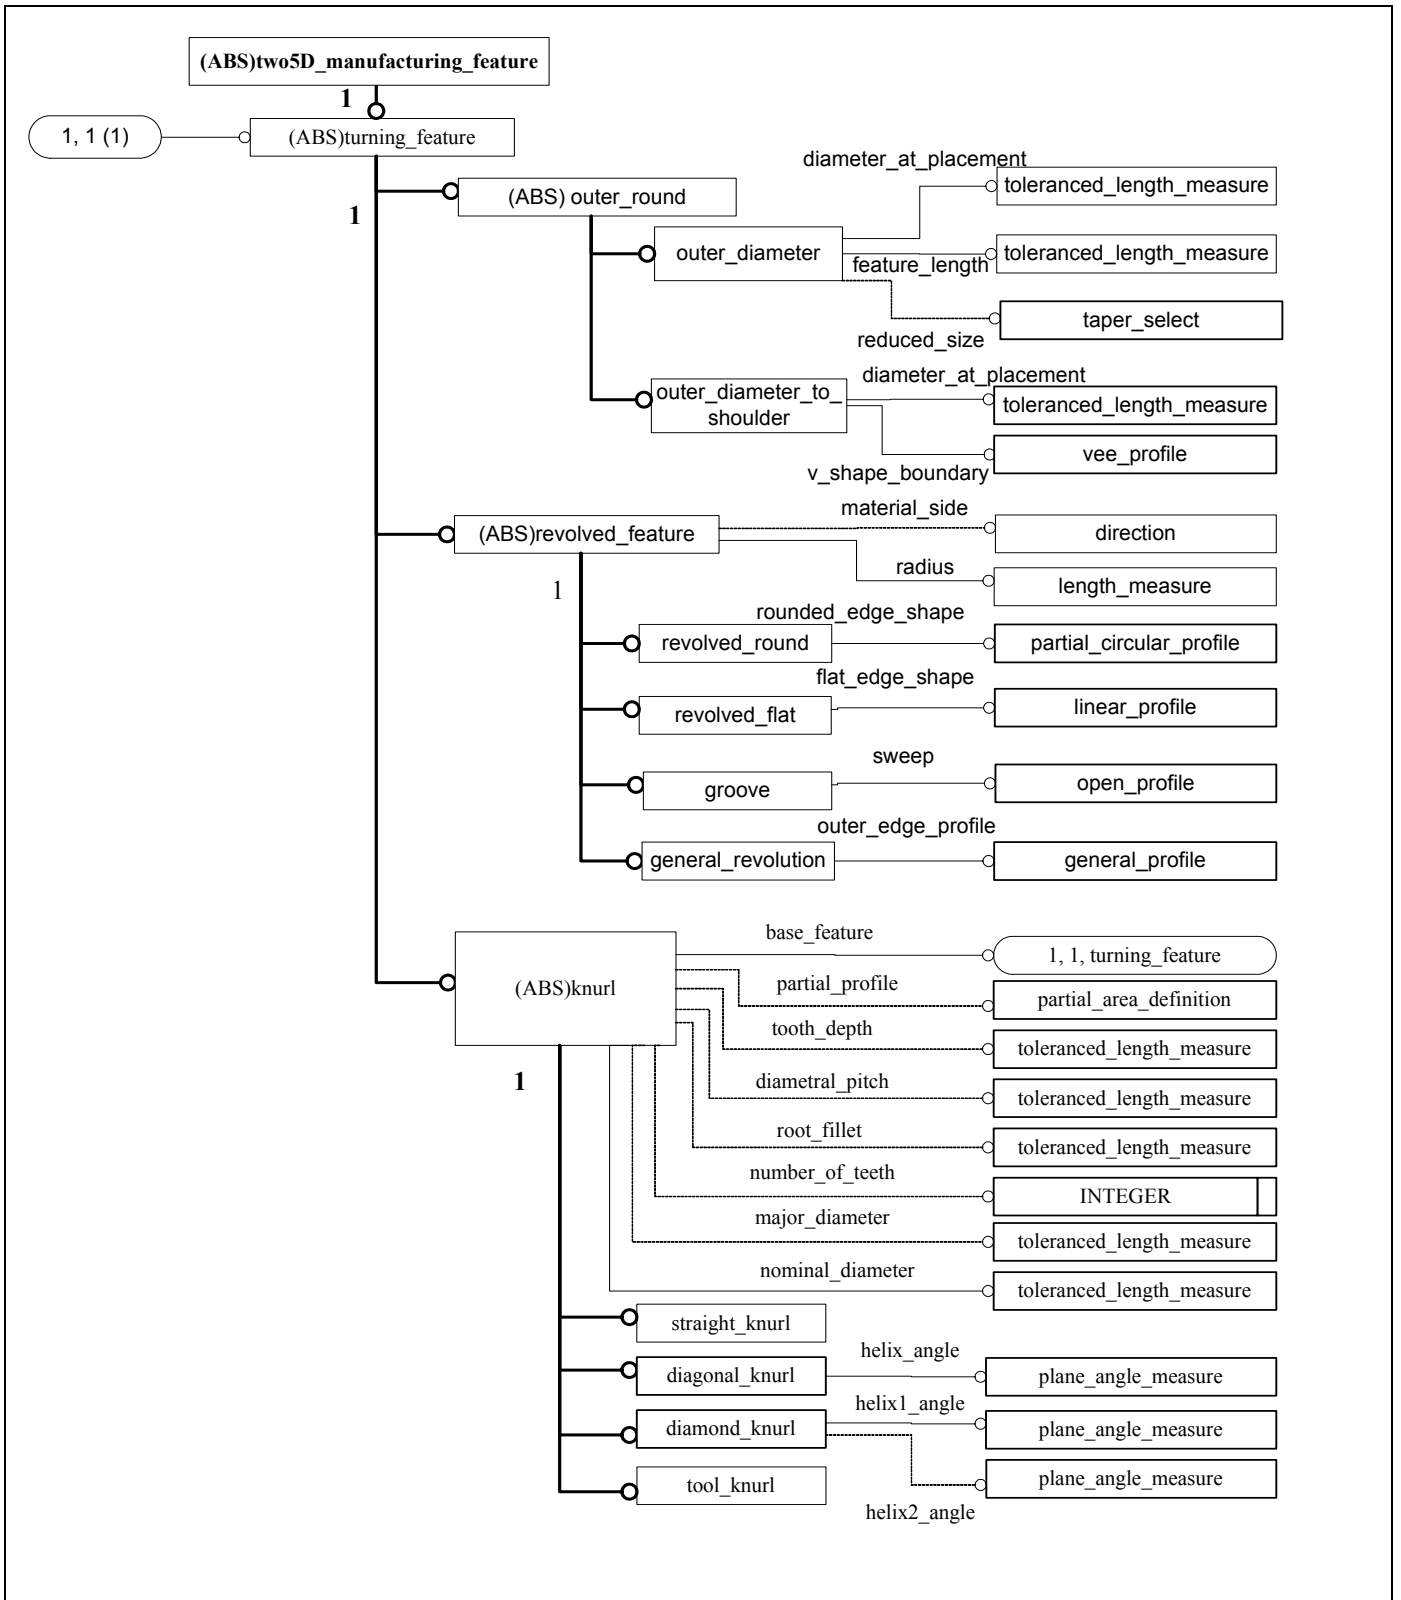 (ABS)two5D_manufacturing_feature
1
1, 1 (1)
(ABS)turning_feature
1
(ABS) outer_round
diameter_at_placement
toleranced_length_measure
outer_diameter
feature_length
toleranced_length_measure
reduced_size
taper_select
outer_diameter_to_
shoulder
diameter_at_placement
toleranced_length_measure
v_shape_boundary
vee_profile
(ABS)revolved_feature
material_side
direction
radius
length_measure
1
revolved_round
rounded_edge_shape
partial_circular_profile
revolved_flat
flat_edge_shape
linear_profile
groove
sweep
open_profile
general_revolution
outer_edge_profile
general_profile
(ABS)knurl
base_feature
1, 1, turning_feature
partial_profile
partial_area_definition
tooth_depth
toleranced_length_measure
diametral_pitch
toleranced_length_measure
root_fillet
toleranced_length_measure
number_of_teeth
INTEGER
major_diameter
toleranced_length_measure
nominal_diameter
toleranced_length_measure
1
straight_knurl
diagonal_knurl
helix_angle
plane_angle_measure
diamond_knurl
helix1_angle
plane_angle_measure
helix2_angle
plane_angle_measure
tool_knurl